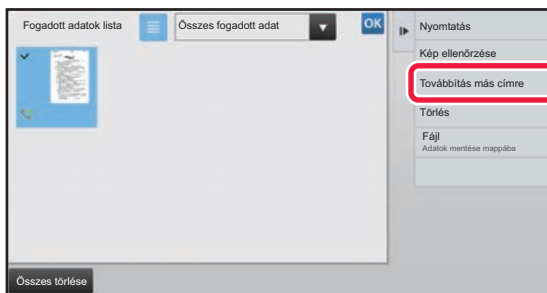 Fogadott adatok lista
Összes fogadott adat
OK
Nyomtatás
Kép ellenőrzése
Továbbítás más címre
Törlés
Fájl
Adatok mentése mappába
Összes törlése